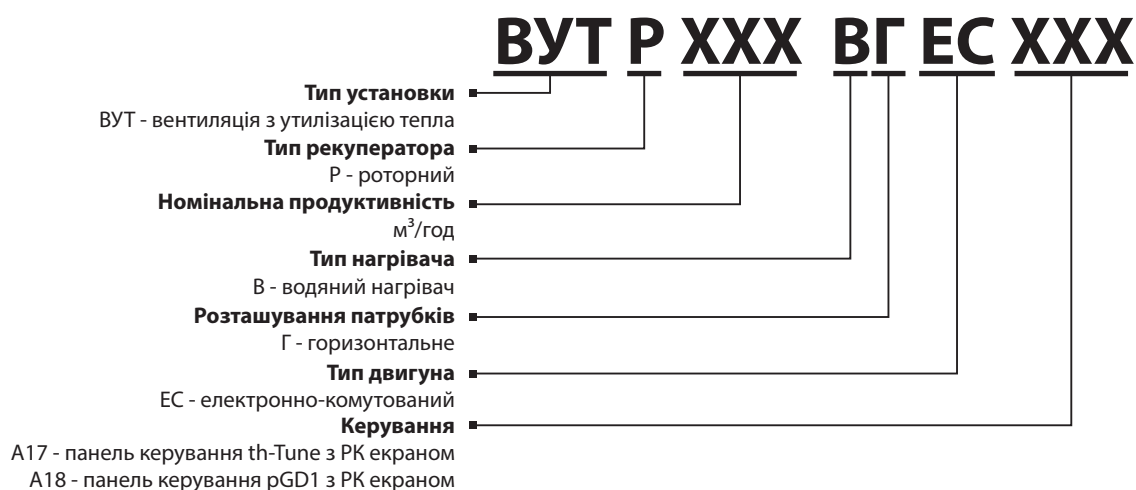 ВУТ Р ХХХ ВГ ЕС ХХХ
Тип установки
ВУТ - вентиляція з утилізацією тепла
Тип рекуператора
Р - роторний
Номінальна продуктивність
м³/год
Тип нагрівача
В - водяний нагрівач
Розташування патрубків
Г - горизонтальне
Тип двигуна
ЕС - електронно-комутований
Керування
А17 - панель керування th-Tune з РК екраном
А18 - панель керування pGD1 з РК екраном